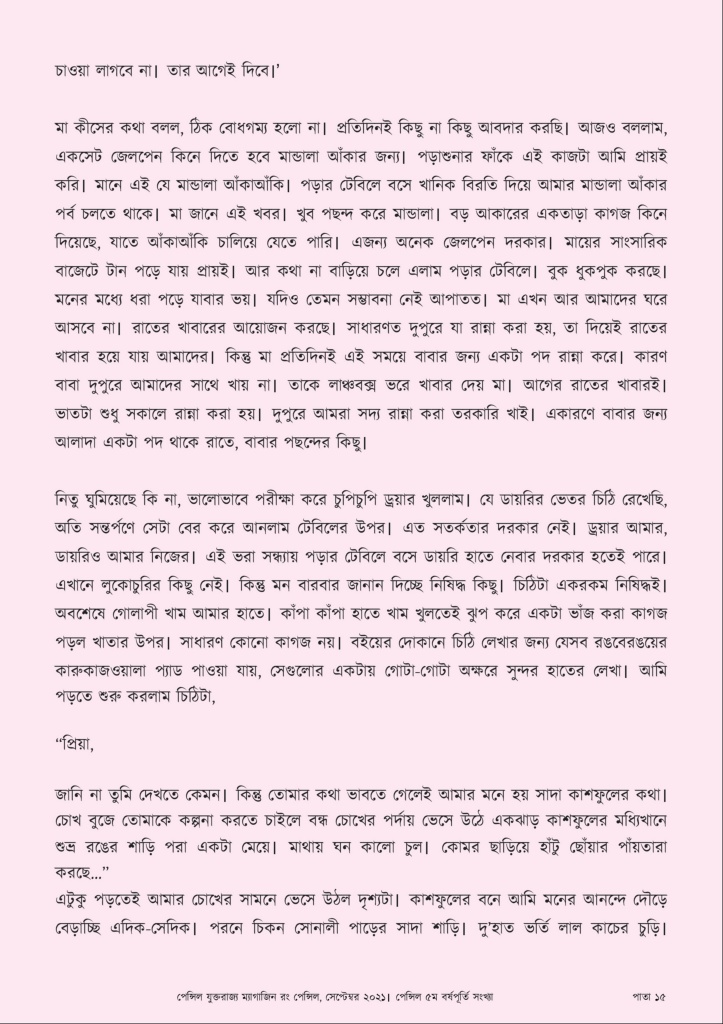 চাওয়া লাগবে না। তার আগেই দিবে।’
মা কীসের কথা বলল, ঠিক বোধগম্য হলো না। প্রতিদিনই কিছু না কিছু আবদার করছি। আজও বললাম,
একসেট জেলপেন কিনে দিতে হবে মান্ডালা আঁকার জন্য। পড়াশুনার ফাঁকে এই কাজটা আমি প্রায়ই
করি। মানে এই যে মান্ডালা আঁকাআঁকি। পড়ার টেবিলে বসে খানিক বিরতি দিয়ে আমার মান্ডালা আঁকার
পর্ব চলতে থাকে। মা জানে এই খবর। খুব পছন্দ করে মান্ডালা। বড় আকারের একতাড়া কাগজ কিনে
দিয়েছে, যাতে আঁকাআঁকি চালিয়ে যেতে পারি। এজন্য অনেক জেলপেন দরকার। মায়ের সাংসারিক
বাজেটে টান পড়ে যায় প্রায়ই। আর কথা না বাড়িয়ে চলে এলাম পড়ার টেবিলে। বুক ধুকপুক করছে।
মনের মধ্যে ধরা পড়ে যাবার ভয়। যদিও তেমন সম্ভাবনা নেই আপাতত। মা এখন আর আমাদের ঘরে
আসবে না। রাতের খাবারের আয়োজন করছে। সাধারণত দুপুরে যা রান্না করা হয়, তা দিয়েই রাতের
খাবার হয়ে যায় আমাদের। কিন্তু মা প্রতিদিনই এই সময়ে বাবার জন্য একটা পদ রান্না করে। কারণ
বাবা দুপুরে আমাদের সাথে খায় না। তাকে লাঞ্চবক্স ভরে খাবার দেয় মা। আগের রাতের খাবারই।
ভাতটা শুধু সকালে রান্না করা হয়। দুপুরে আমরা সদ্য রান্না করা তরকারি খাই। একারণে বাবার জন্য
আলাদা একটা পদ থাকে রাতে, বাবার পছন্দের কিছু।
নিতু ঘুমিয়েছে কি না, ভালোভাবে পরীক্ষা করে চুপিচুপি ড্রয়ার খুললাম। যে ডায়রির ভেতর চিঠি রেখেছি,
অতি সন্তর্পণে সেটা বের করে আনলাম টেবিলের উপর। এত সতর্কতার দরকার নেই। ড্রয়ার আমার,
ডায়রিও আমার নিজের। এই ভরা সন্ধ্যায় পড়ার টেবিলে বসে ডায়রি হাতে নেবার দরকার হতেই পারে।
এখানে লুকোচুরির কিছু নেই। কিন্তু মন বারবার জানান দিচ্ছে নিষিদ্ধ কিছু। চিঠিটা একরকম নিষিদ্ধই।
অবশেষে গোলাপী খাম আমার হাতে। কাঁপা কাঁপা হাতে খাম খুলতেই ঝুপ করে একটা ভাঁজ করা কাগজ
পড়ল খাতার উপর। সাধারণ কোনো কাগজ নয়। বইয়ের দোকানে চিঠি লেখার জন্য যেসব রঙবেরঙয়ের
কারুকাজওয়ালা প্যাড পাওয়া যায়, সেগুলোর একটায় গোটা-গোটা অক্ষরে সুন্দর হাতের লেখা। আমি
পড়তে শুরু করলাম চিঠিটা,
“প্রিয়া,
জানি না তুমি দেখতে কেমন। কিন্তু তোমার কথা ভাবতে গেলেই আমার মনে হয় সাদা কাশফুলের কথা।
চোখ বুজে তোমাকে কল্পনা করতে চাইলে বন্ধ চোখের পর্দায় ভেসে উঠে একঝাড় কাশফুলের মধ্যিখানে
শুভ্র রঙের শাড়ি পরা একটা মেয়ে। মাথায় ঘন কালো চুল। কোমর ছাড়িয়ে হাঁটু ছোঁয়ার পাঁয়তারা
করছে...”
এটুকু পড়তেই আমার চোখের সামনে ভেসে উঠল দৃশ্যটা। কাশফুলের বনে আমি মনের আনন্দে দৌড়ে
বেড়াচ্ছি এদিক-সেদিক। পরনে চিকন সোনালী পাড়ের সাদা শাড়ি। দু'হাত ভর্তি লাল কাচের চুড়ি।
পেন্সিল যুক্তরাজ্য ম্যাগাজিন রং পেন্সিল, সেপ্টেম্বর ২০২১। পেন্সিল ৫ম বর্ষপূর্তি সংখ্যা পাতা ১৫